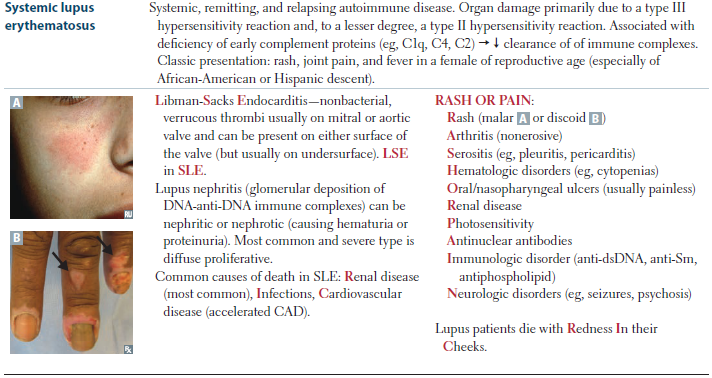 Systemic lupus
erythematosus
Systemic, remitting, and relapsing autoimmune disease. Organ damage primarily due to a type III
hypersensitivity reaction and, to a lesser degree, a type II hypersensitivity reaction. Associated with
deficiency of early complement proteins (eg, C1q, C4, C2) → ↓ clearance of of immune complexes.
Classic presentation: rash, joint pain, and fever in a female of reproductive age (especially of
African-American or Hispanic descent).
A
RU
B
Rx
Libman-Sacks Endocarditis—nonbacterial,
verrucous thrombi usually on mitral or aortic
valve and can be present on either surface of
the valve (but usually on undersurface). LSE
in SLE.
Lupus nephritis (glomerular deposition of
DNA-anti-DNA immune complexes) can be
nephritic or nephrotic (causing hematuria or
proteinuria). Most common and severe type is
diffuse proliferative.
Common causes of death in SLE: Renal disease
(most common), Infections, Cardiovascular
disease (accelerated CAD).
RASH OR PAIN:
Rash (malar A or discoid B)
Arthritis (nonerosive)
Serositis (eg, pleuritis, pericarditis)
Hematologic disorders (eg, cytopenias)
Oral/nasopharyngeal ulcers (usually painless)
Renal disease
Photosensitivity
Antinuclear antibodies
Immunologic disorder (anti-dsDNA, anti-Sm,
antiphospholipid)
Neurologic disorders (eg, seizures, psychosis)
Lupus patients die with Redness In their
Cheeks.